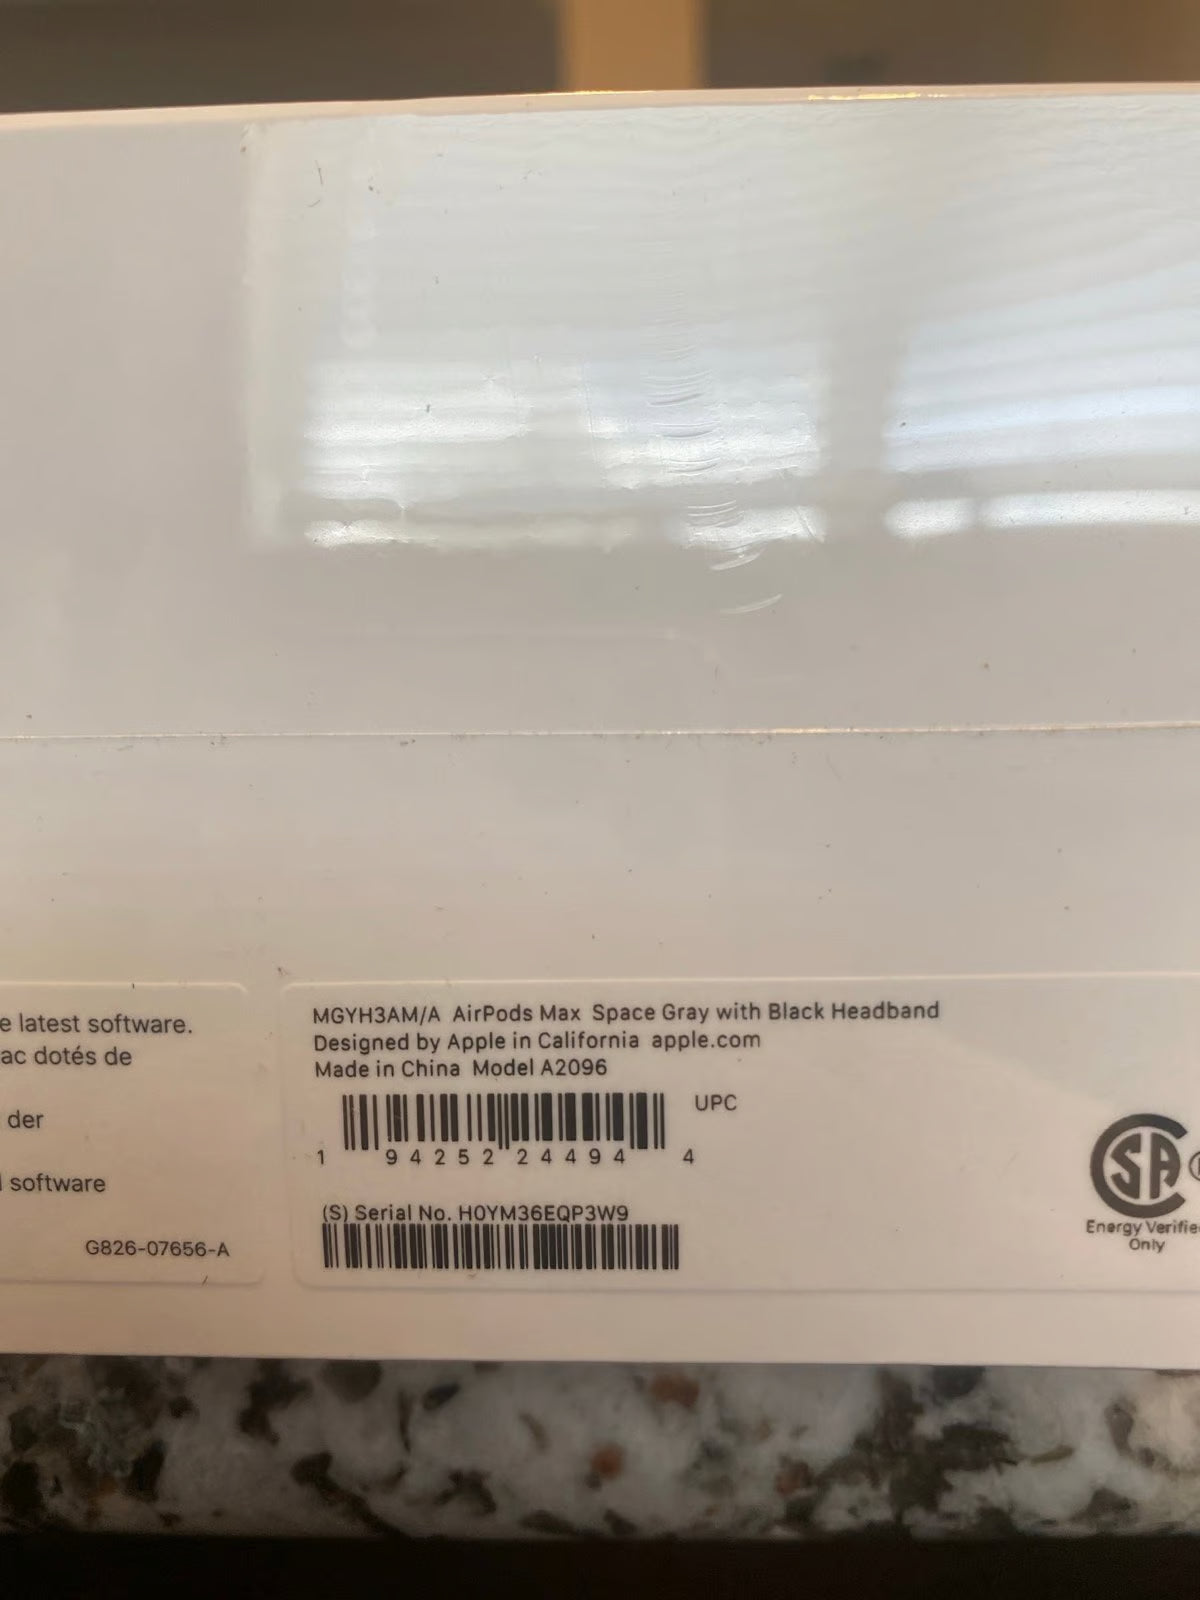 e latest software.
ac dotés de
der
software
G826-07656-A
MGYH3AM/A AirPods Max Space Gray with Black Headband
Designed by Apple in California apple.com
Made in China Model A2096
UPC
1 94252 24494 4
(S) Serial No. H0YM36EQP3W9
SA
Energy Verified
Only